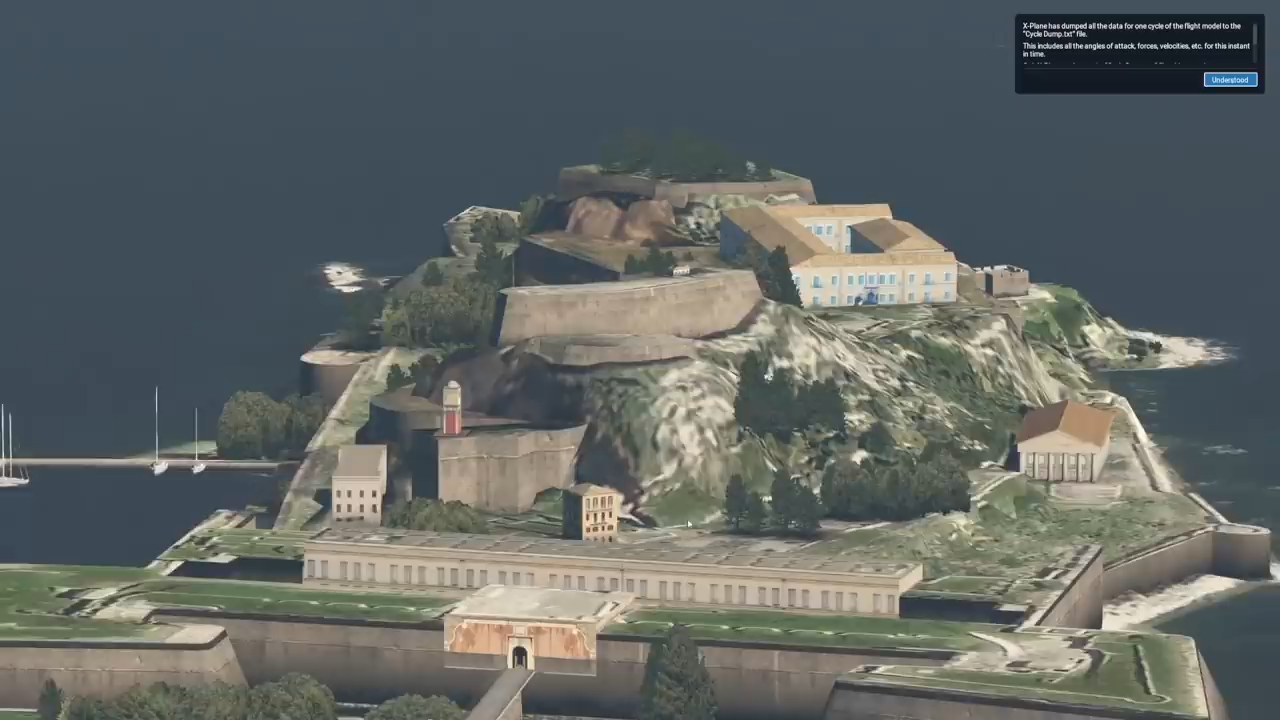 X-Plane has dumped all the data for one cycle of the flight model to the
"Cycle Dump.txt" file.
This includes all the angles of attack, forces, velocities, etc. for this instant
in time.
Understood